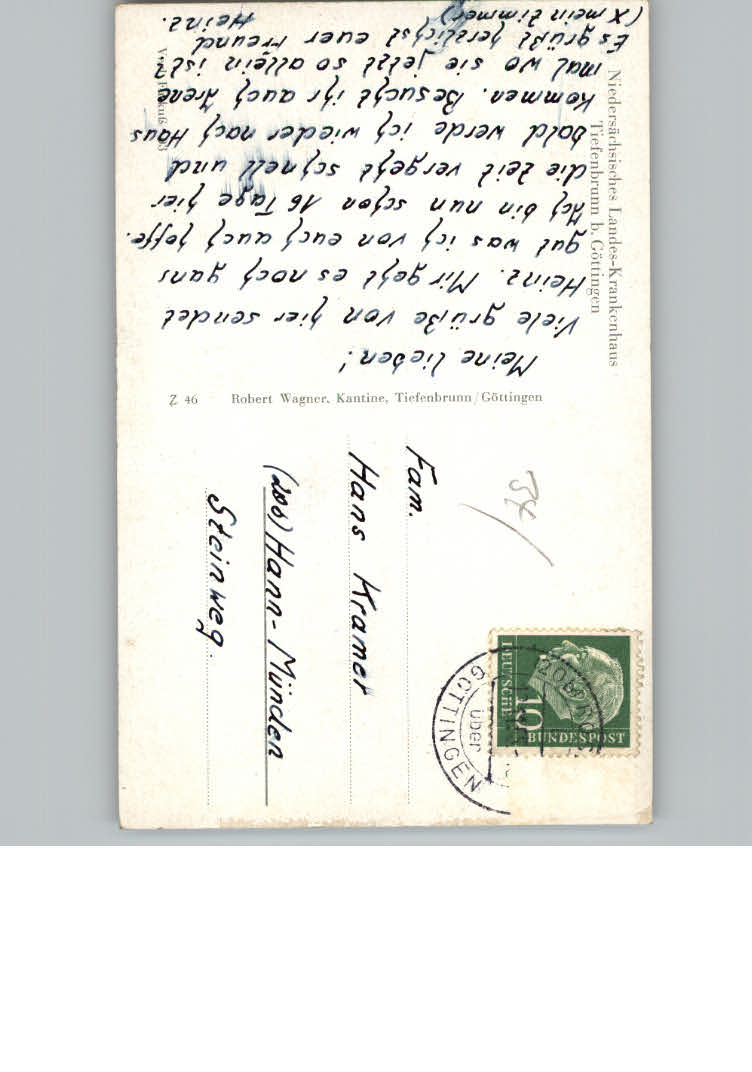 Meine lieben!
Viele grüße von hier sendet
Heinz. Mir geht es noch gans
gut was ich von euch auch hoffe.
Ich bin nun schon 16 Tage hier
die Zeit vergeht schnell und
bald werde ich wieder nach Haus
kommen. Besucht ihr auch Irene
mal wo sie jetzt so allein ist?
Es grüßt herzlichst euer Freund
Heinz.
(X mein Zimmer)
Niedersächsisches Landes-Krankenhaus
Tiefenbrunn b. Göttingen
Z 46 Robert Wagner, Kantine, Tiefenbrunn/Göttingen
Fam.
Hans Kramer
(20b) Hann-Münden
Steinweg.
DEUTSCHE
BUNDESPOST
10
über
GÖTTINGEN